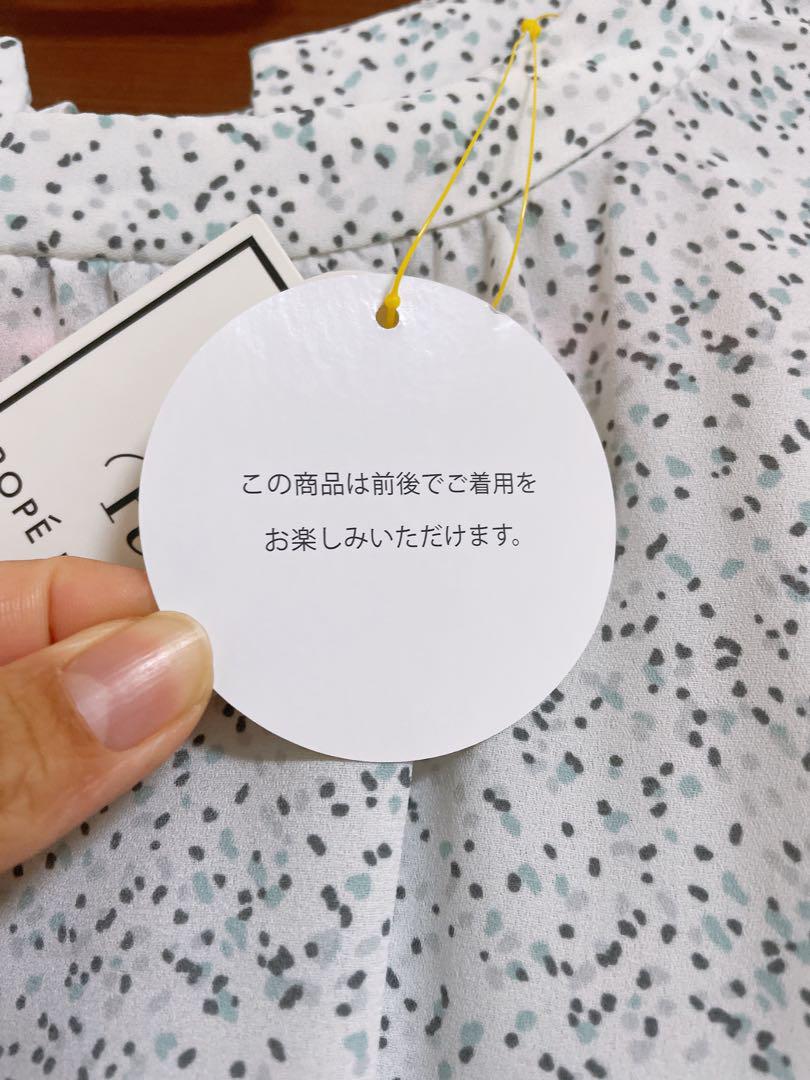 この商品は前後でご着用を
お楽しみいただけます。